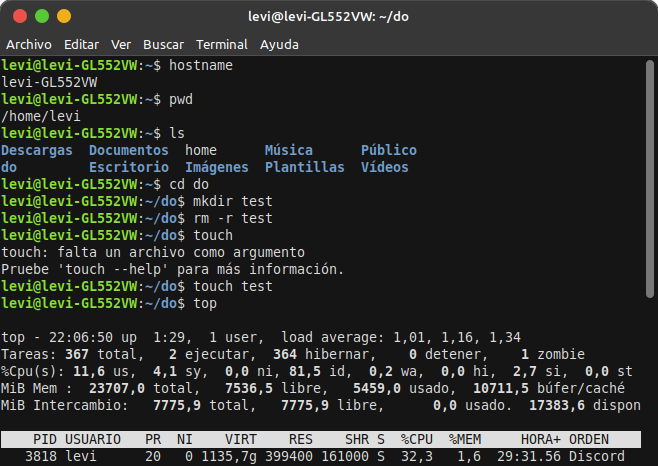 levi@levi-GL552VW: ~/do
Archivo Editar Ver Buscar Terminal Ayuda
levi@levi-GL552VW:~$ hostname
levi-GL552VW
levi@levi-GL552VW:~$ pwd
/home/levi
levi@levi-GL552VW:~$ ls
Descargas  Documentos  home      Música      Público
do         Escritorio  Imágenes  Plantillas  Vídeos
levi@levi-GL552VW:~$ cd do
levi@levi-GL552VW:~/do$ mkdir test
levi@levi-GL552VW:~/do$ rm -r test
levi@levi-GL552VW:~/do$ touch
touch: falta un archivo como argumento
Pruebe 'touch --help' para más información.
levi@levi-GL552VW:~/do$ touch test
levi@levi-GL552VW:~/do$ top
top - 22:06:50 up  1:29,  1 user,  load average: 1,01, 1,16, 1,34
Tareas: 367 total,   2 ejecutar,  364 hibernar,    0 detener,    1 zombie
%Cpu(s): 11,6 us,  4,1 sy,  0,0 ni, 81,5 id,  0,2 wa,  0,0 hi,  2,7 si,  0,0 st
MiB Mem :  23707,0 total,   7536,5 libre,   5459,0 usado,  10711,5 búfer/caché
MiB Intercambio:   7775,9 total,   7775,9 libre,      0,0 usado.  17383,6 dispon
PID USUARIO   PR  NI    VIRT    RES    SHR S  %CPU  %MEM     HORA+ ORDEN
3818 levi      20   0 1135,7g 399400 161000 S  32,3   1,6  29:31.56 Discord